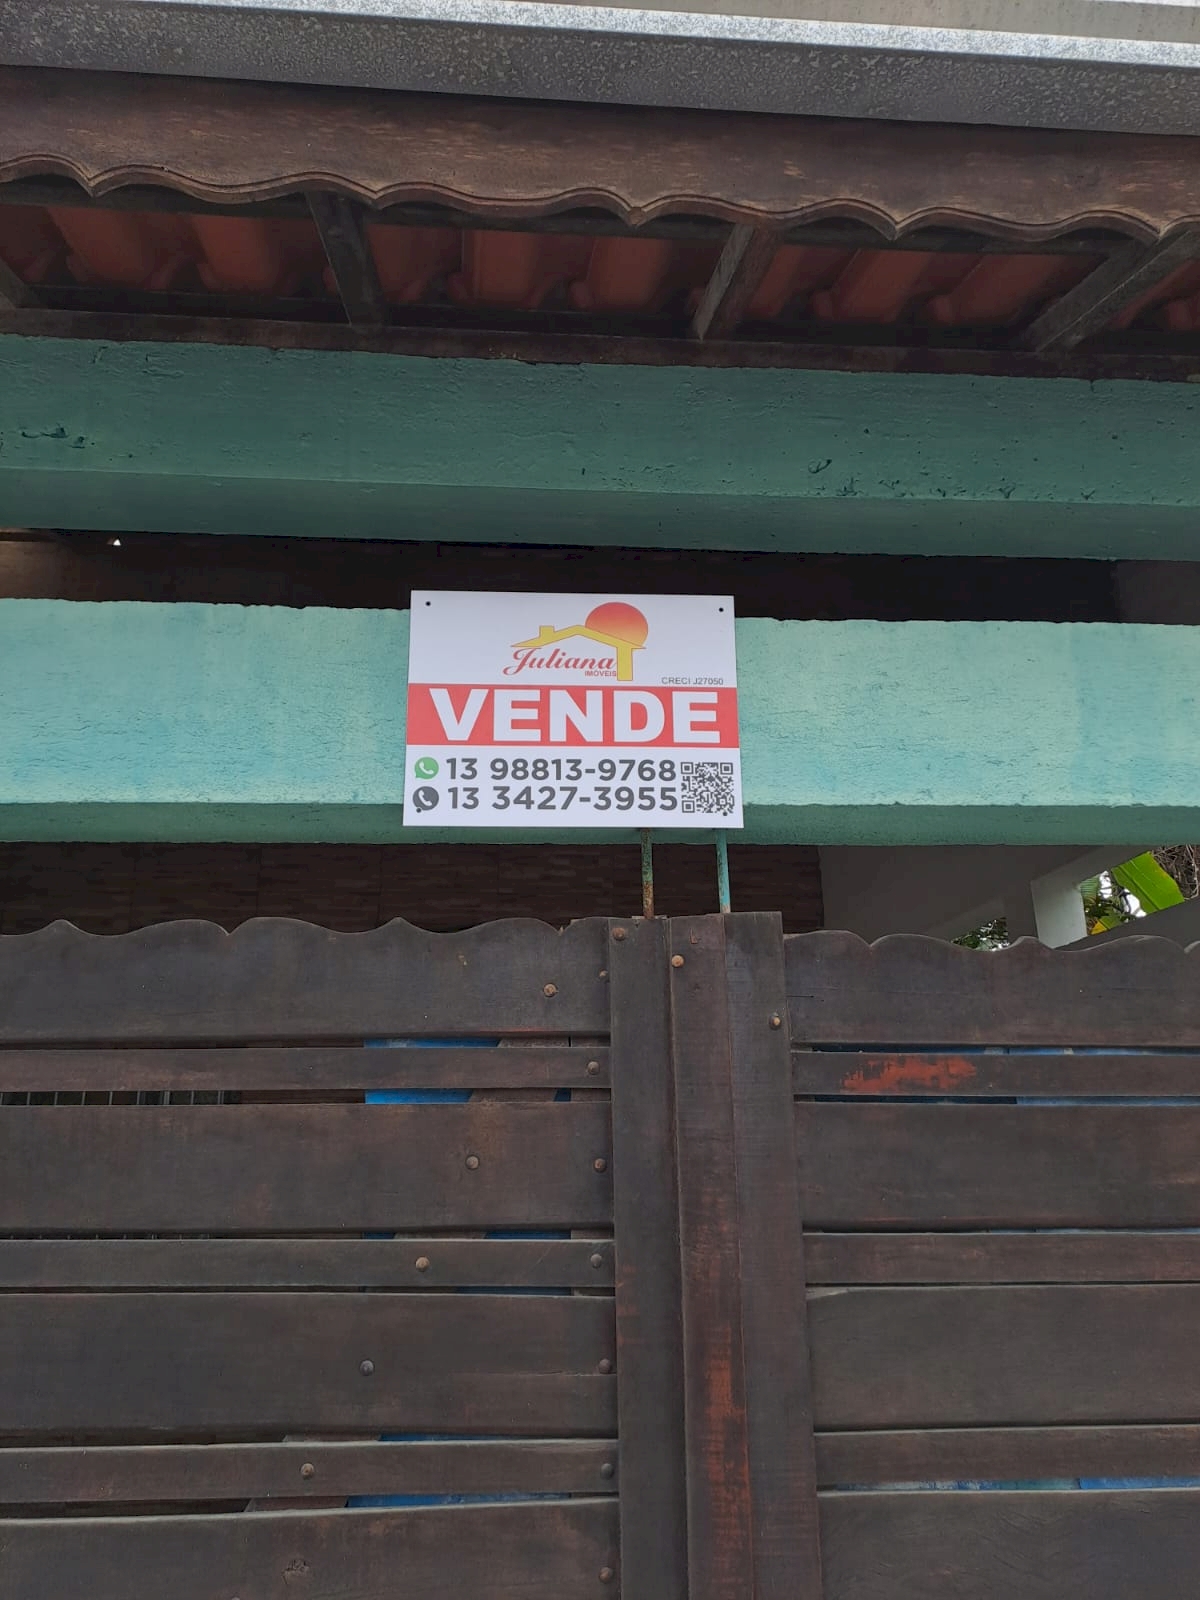 Juliana
IMÓVEIS
CRECI J27050
VENDE
13 98813-9768
13 3427-3955